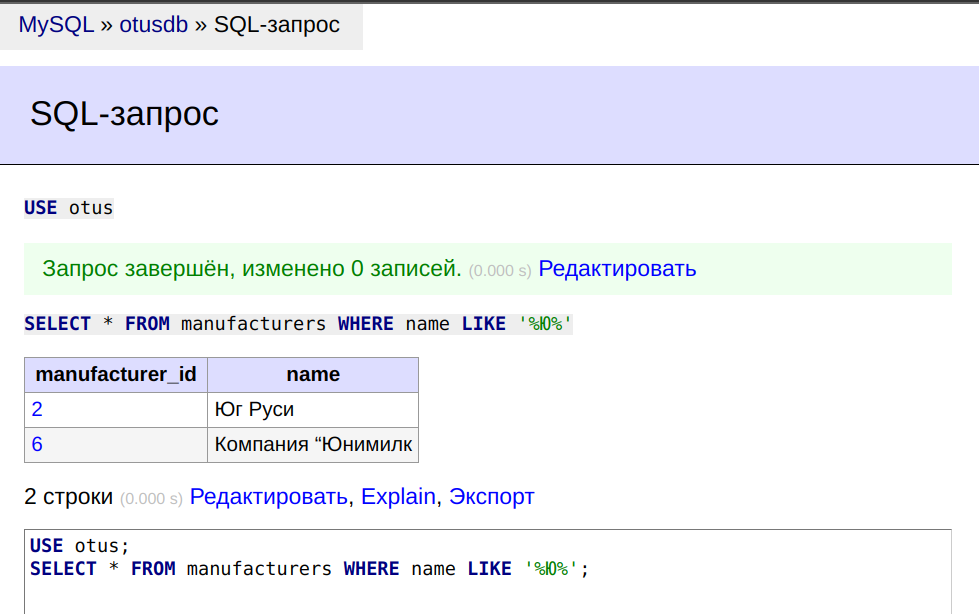 MySQL » otusdb » SQL-запрос
SQL-запрос
USE otus
Запрос завершён, изменено 0 записей. (0.000 s) Редактировать
SELECT * FROM manufacturers WHERE name LIKE '%Ю%'
manufacturer_id name
2 Юг Руси
6 Компания “Юнимилк
2 строки (0.000 s) Редактировать, Explain, Экспорт
USE otus;
SELECT * FROM manufacturers WHERE name LIKE '%Ю%';